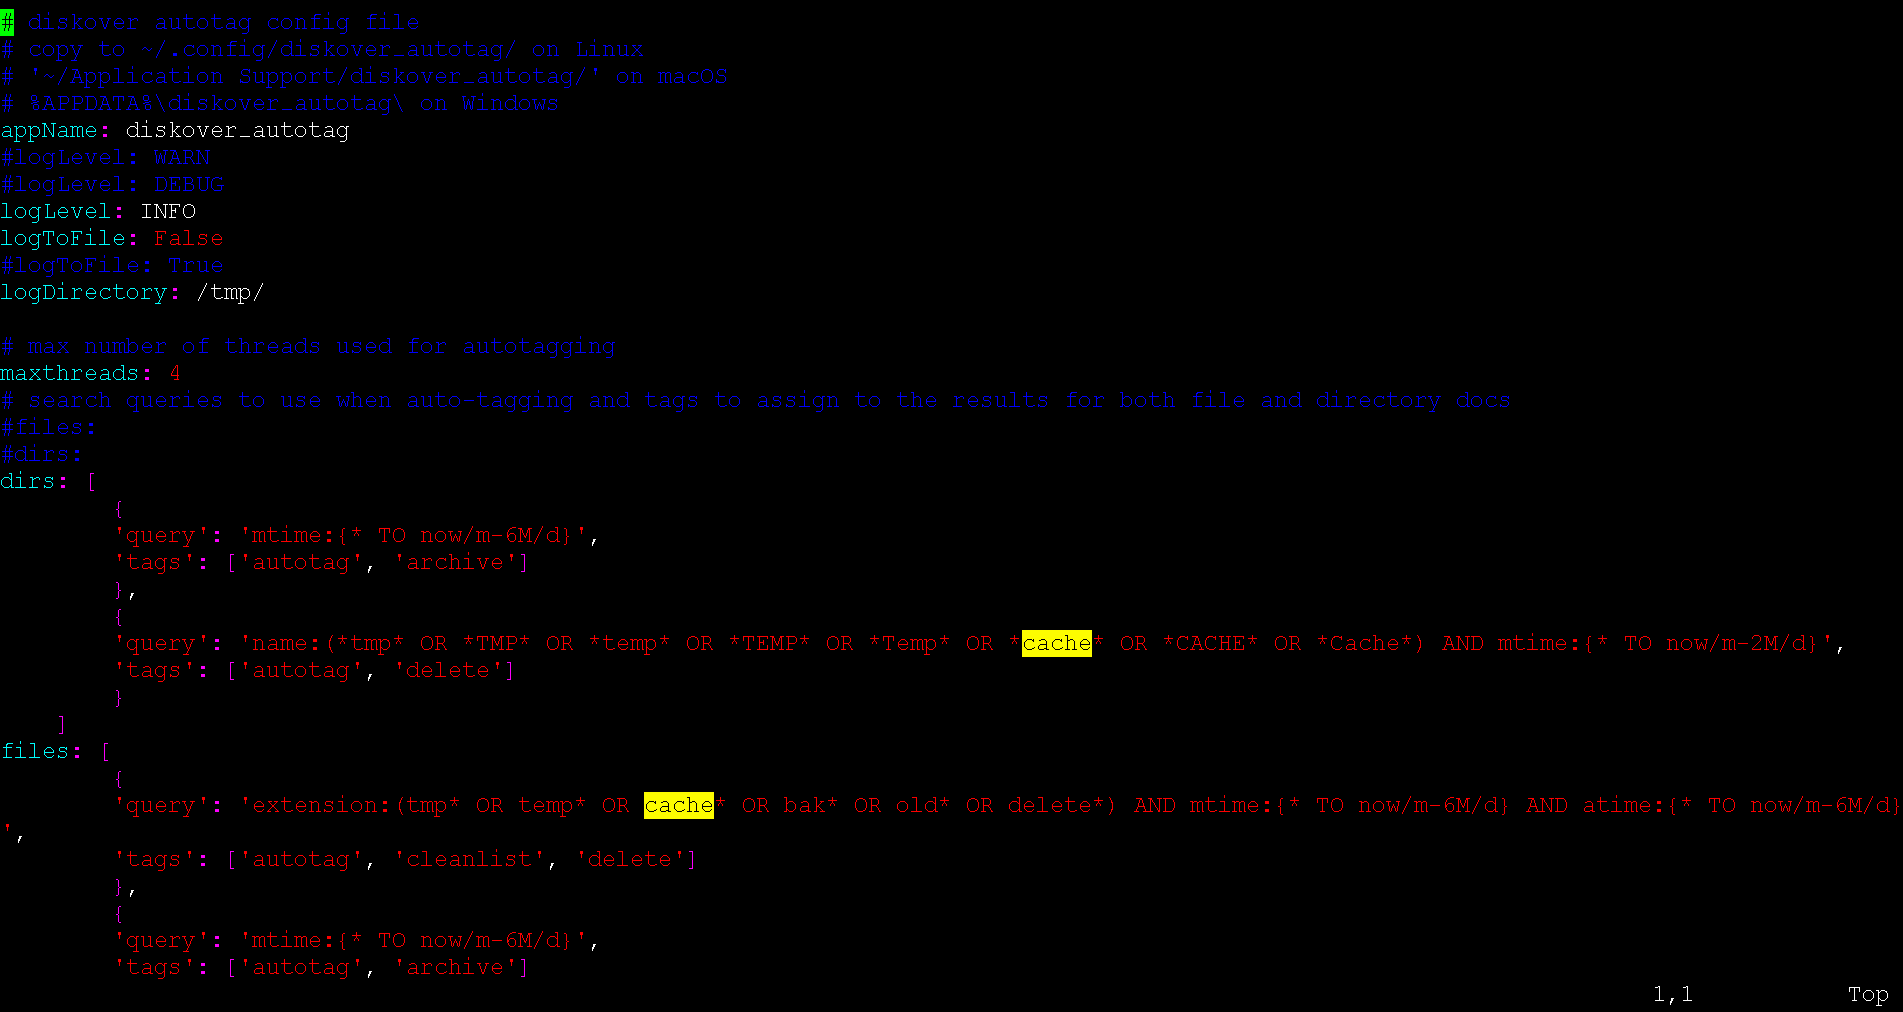 # diskover autotag config file
# copy to ~/.config/diskover_autotag/ on Linux
# '~/Application Support/diskover_autotag/' on macOS
# %APPDATA%\diskover_autotag\ on Windows
appName: diskover_autotag
#logLevel: WARN
#logLevel: DEBUG
logLevel: INFO
logToFile: False
#logToFile: True
logDirectory: /tmp/
# max number of threads used for autotagging
maxthreads: 4
# search queries to use when auto-tagging and tags to assign to the results for both file and directory docs
#files:
#dirs:
dirs: [
{
'query': 'mtime:{* TO now/m-6M/d}',
'tags': ['autotag', 'archive']
},
{
'query': 'name:(*tmp* OR *TMP* OR *temp* OR *TEMP* OR *Temp* OR *cache* OR *CACHE* OR *Cache*) AND mtime:{* TO now/m-2M/d}',
'tags': ['autotag', 'delete']
}
]
files: [
{
'query': 'extension:(tmp* OR temp* OR cache* OR bak* OR old* OR delete*) AND mtime:{* TO now/m-6M/d} AND atime:{* TO now/m-6M/d}
',
'tags': ['autotag', 'cleanlist', 'delete']
},
{
'query': 'mtime:{* TO now/m-6M/d}',
'tags': ['autotag', 'archive']
1,1 Top